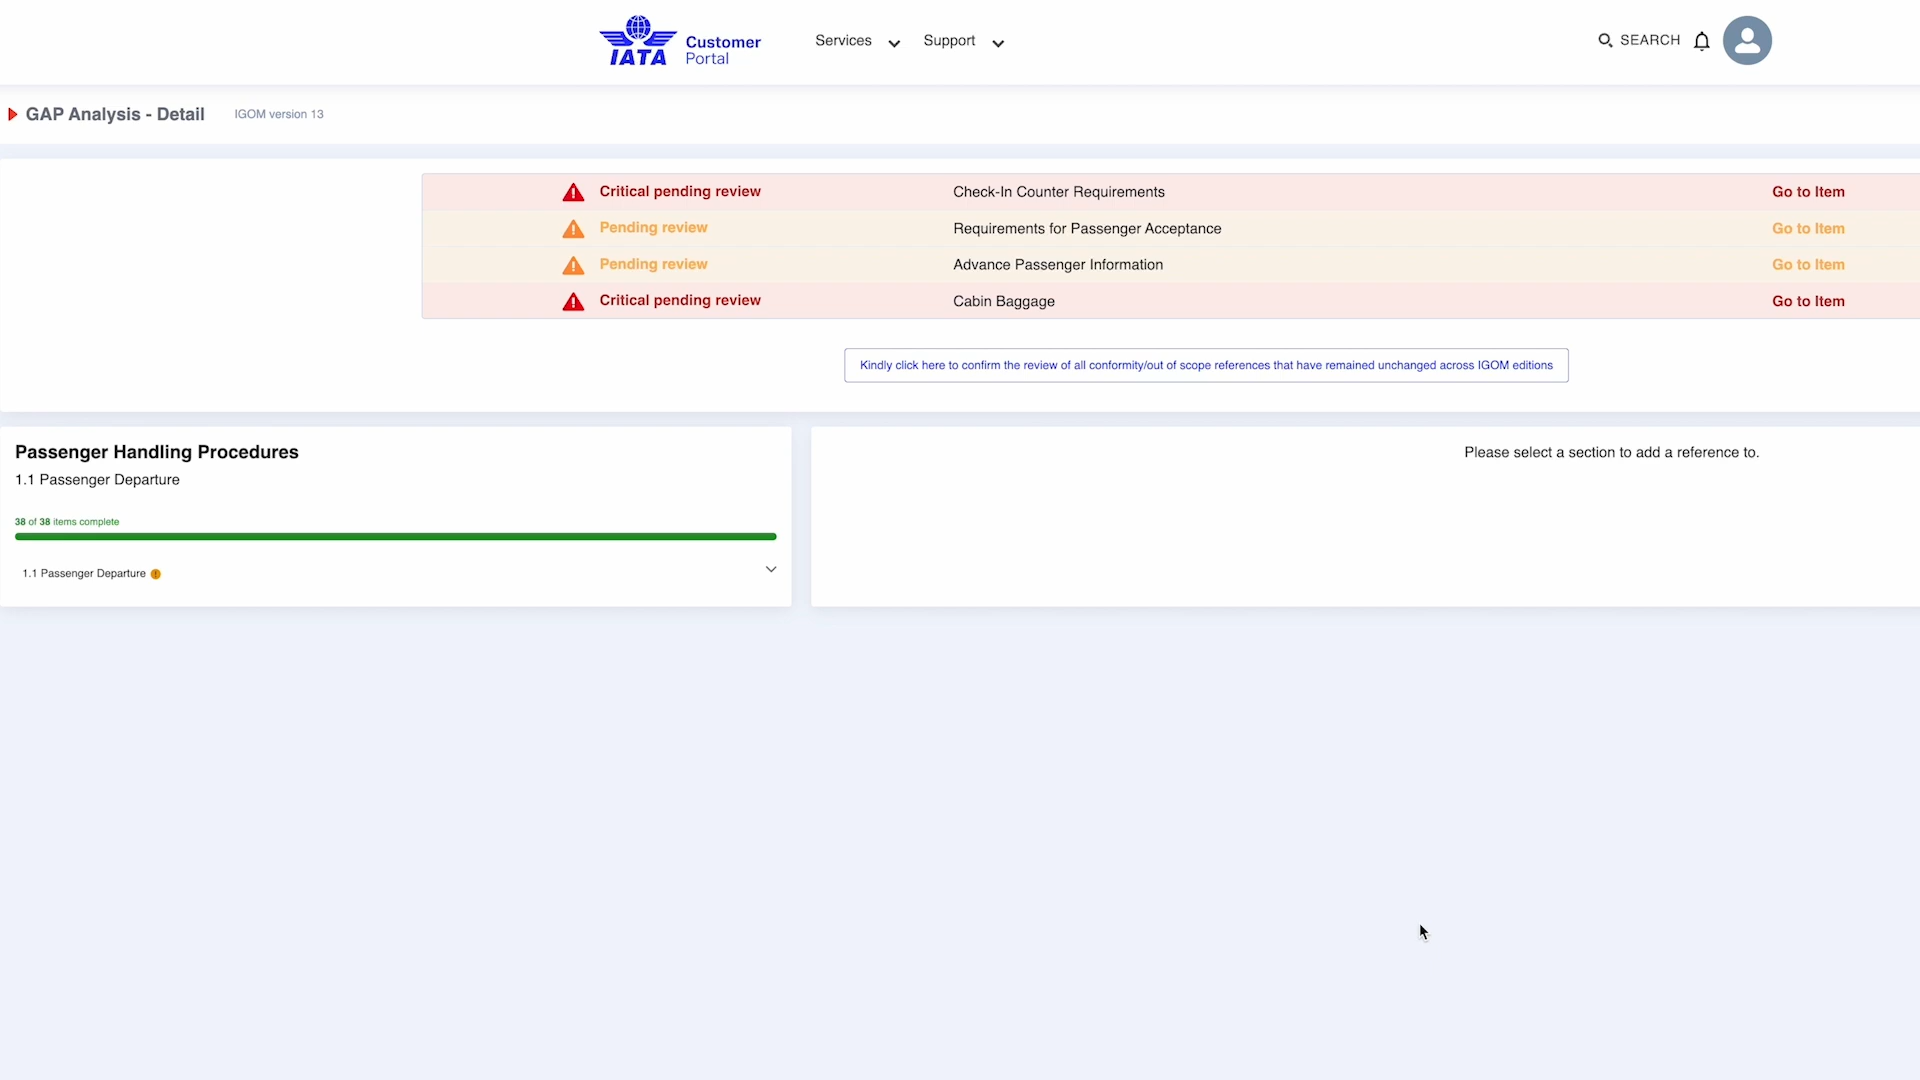 IATA Customer Portal
Services
Support
SEARCH
GAP Analysis - Detail
IGOM version 13
Critical pending review
Check-In Counter Requirements
Go to Item
Pending review
Requirements for Passenger Acceptance
Go to Item
Pending review
Advance Passenger Information
Go to Item
Critical pending review
Cabin Baggage
Go to Item
Kindly click here to confirm the review of all conformity/out of scope references that have remained unchanged across IGOM editions
Passenger Handling Procedures
1.1 Passenger Departure
38 of 38 items complete
1.1 Passenger Departure
Please select a section to add a reference to.